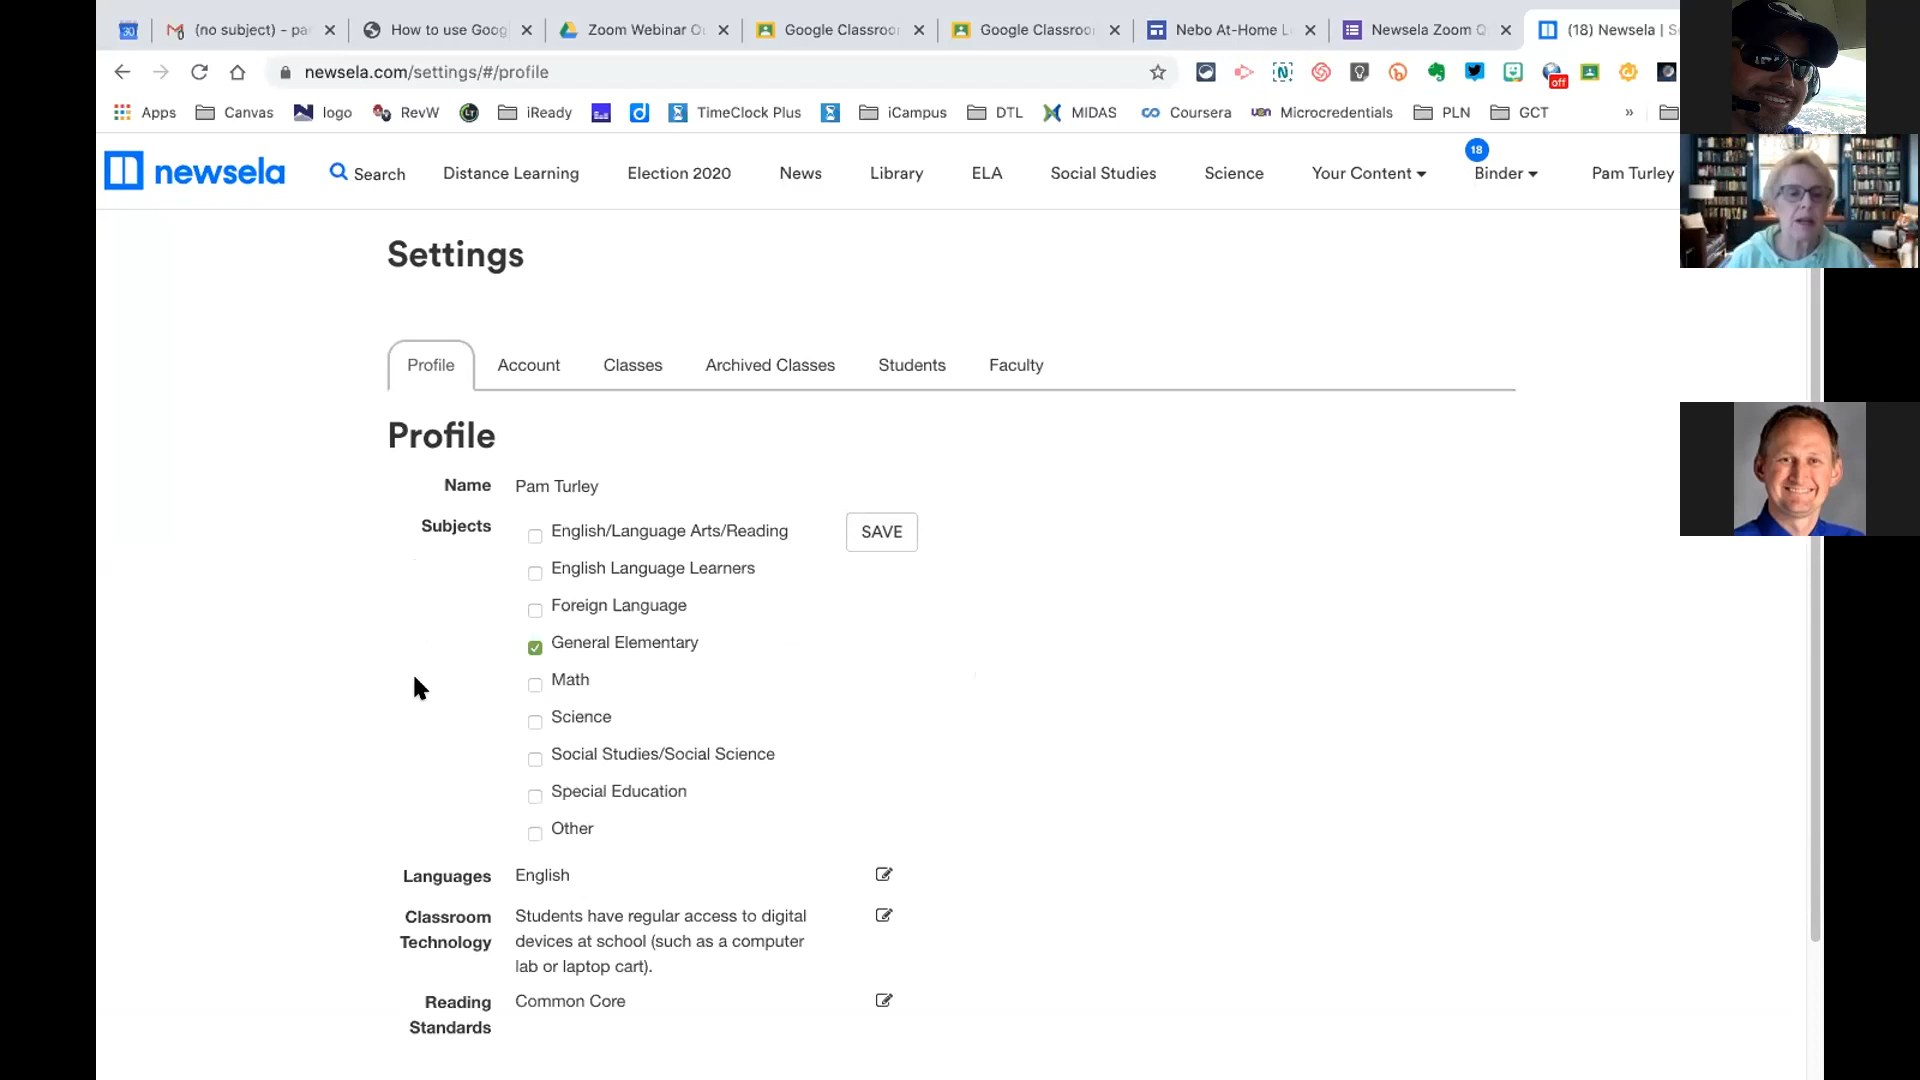 30
(no subject) - pa
How to use Goog
Zoom Webinar O
Google Classroo
Google Classroo
Nebo At-Home L
Newsela Zoom Q
(18) Newsela | S
newsela.com/settings/#/profile
off
Apps
Canvas
logo
RevW
iReady
TimeClock Plus
iCampus
DTL
MIDAS
Coursera
Microcredentials
PLN
GCT
»
newsela
Search
Distance Learning
Election 2020
News
Library
ELA
Social Studies
Science
Your Content
18
Binder
Pam Turley
Settings
Profile
Account
Classes
Archived Classes
Students
Faculty
Profile
Name
Pam Turley
Subjects
English/Language Arts/Reading
SAVE
English Language Learners
Foreign Language
General Elementary
Math
Science
Social Studies/Social Science
Special Education
Other
Languages
English
Classroom
Technology
Students have regular access to digital
devices at school (such as a computer
lab or laptop cart).
Reading
Standards
Common Core